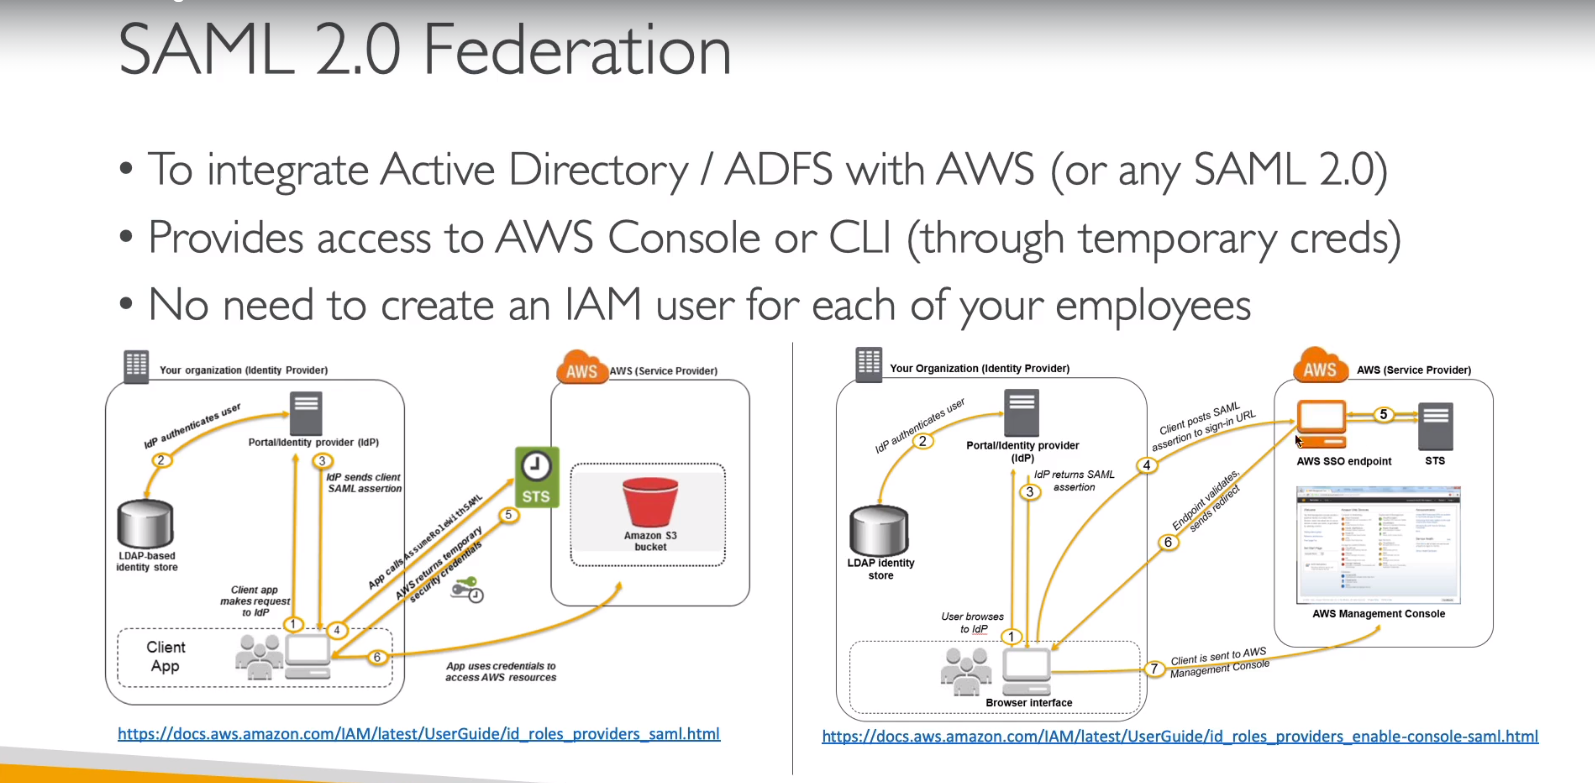 SAML 2.0 Federation
• To integrate Active Directory / ADFS with AWS (or any SAML 2.0)
• Provides access to AWS Console or CLI (through temporary creds)
• No need to create an IAM user for each of your employees
Your organization (Identity Provider)
AWS
AWS (Service Provider)
IdP authenticates user
2
Portal/Identity provider (IdP)
3
IdP sends client
SAML assertion
LDAP-based
identity store
STS
5
Amazon S3
bucket
App calls AssumeRoleWithSAML
AWS returns temporary
security credentials
Client app
makes request
to IdP
1
4
Client
App
6
App uses credentials to
access AWS resources
https://docs.aws.amazon.com/IAM/latest/UserGuide/id_roles_providers_saml.html
Your Organization (Identity Provider)
AWS
AWS (Service Provider)
IdP authenticates user
2
Portal/Identity provider
(IdP)
3
IdP returns SAML
assertion
Client posts SAML
assertion to sign-in URL
4
5
AWS SSO endpoint
STS
Endpoint validates,
sends redirect
6
LDAP identity
store
AWS Management Console
User browses
to IdP
1
7
Client is sent to AWS
Management Console
Browser interface
https://docs.aws.amazon.com/IAM/latest/UserGuide/id_roles_providers_enable-console-saml.html